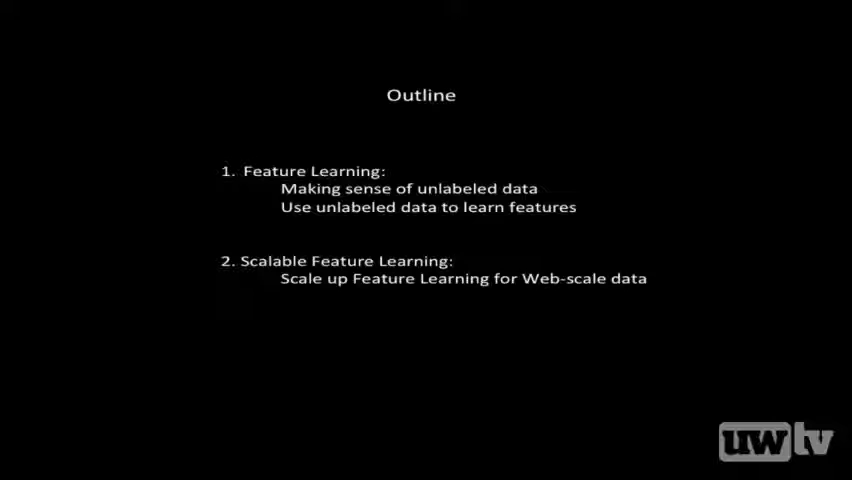 Outline
1. Feature Learning:
Making sense of unlabeled data
Use unlabeled data to learn features
2. Scalable Feature Learning:
Scale up Feature Learning for Web-scale data
uwtv